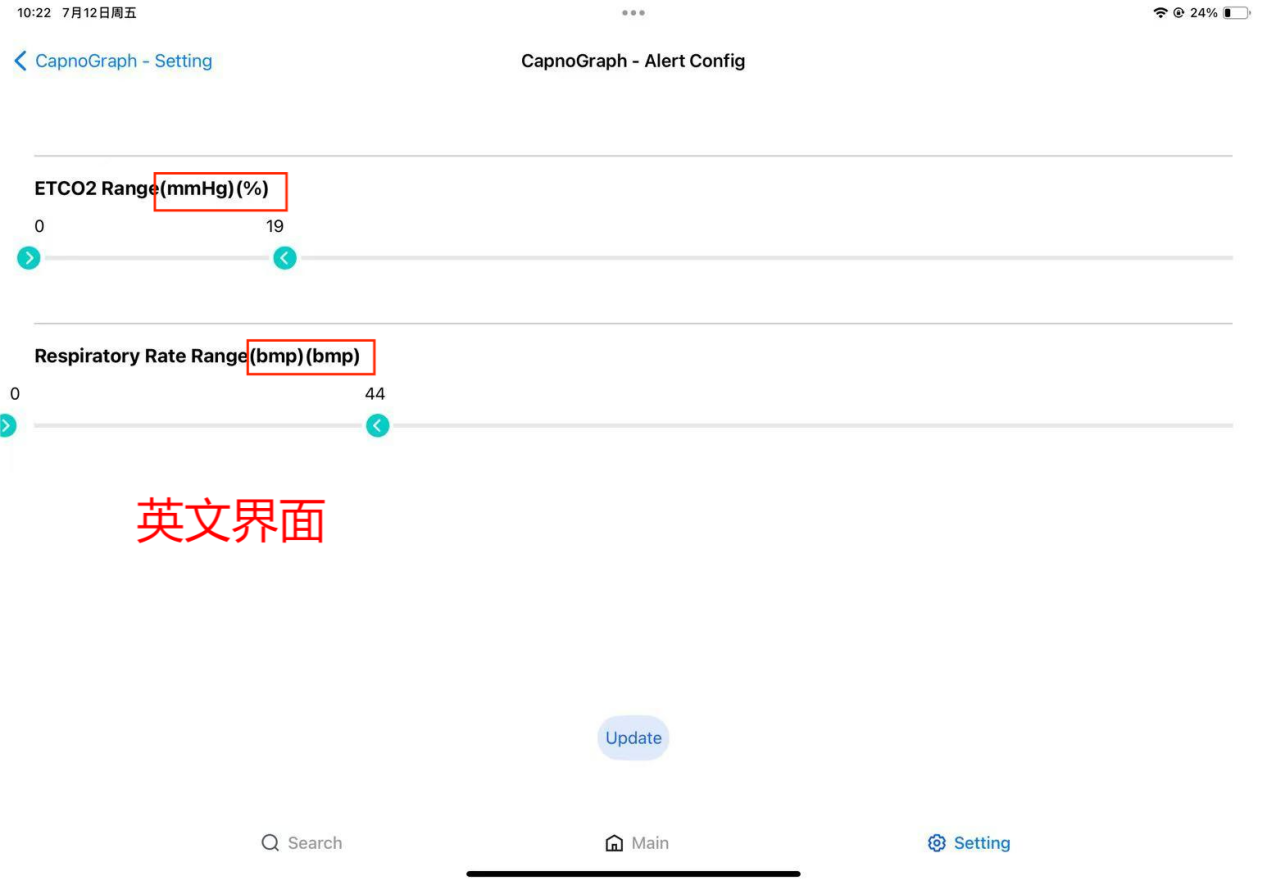 10:22 7月12日周五
24%
CapnoGraph - Setting
CapnoGraph - Alert Config
ETCO2 Range(mmHg)(%)
0 19
Respiratory Rate Range(bmp)(bmp)
0 44
英文界面
Update
Search Main Setting